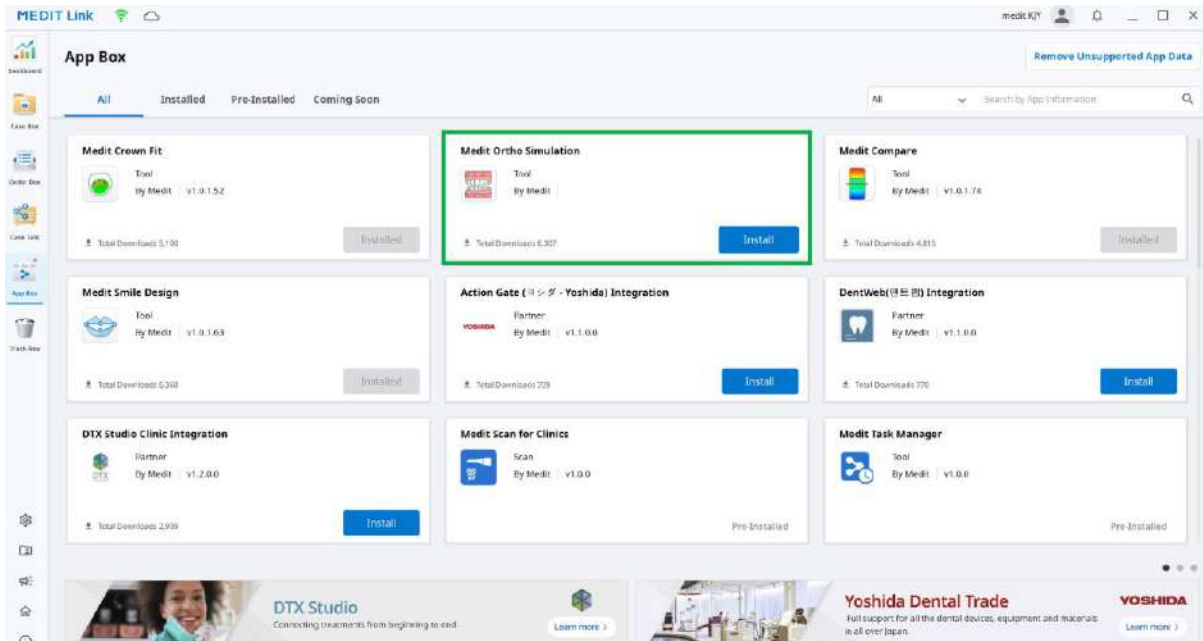 MEDIT Link
medit KJY
App Box
Remove Unsupported App Data
All
Installed
Pre-Installed
Coming Soon
All
Search by App Information
Dashboard
Case Box
Order Box
Case Talk
App Box
Trash Box
Medit Crown Fit
Tool
By Medit v1.0.1.52
Total Downloads 5,100
Installed
Medit Ortho Simulation
Tool
By Medit
Total Downloads 6,307
Install
Medit Compare
Tool
By Medit v1.0.1.74
Total Downloads 4,815
Installed
Medit Smile Design
Tool
By Medit v1.0.1.63
Total Downloads 5,368
Installed
Action Gate (ヨシダ - Yoshida) Integration
YOSHIDA
Partner
By Medit v1.1.0.0
Total Downloads 709
Install
DentWeb(덴트웹) Integration
Partner
By Medit v1.1.0.0
Total Downloads 770
Install
DTX Studio Clinic Integration
DTX
Partner
By Medit v1.2.0.0
Total Downloads 2,909
Install
Medit Scan for Clinics
Scan
By Medit v1.0.0
Pre-Installed
Medit Task Manager
Tool
By Medit v1.0.0
Pre-Installed
DTX Studio
Connecting treatments from beginning to end
Learn more >
Yoshida Dental Trade
Full support for all the dental devices, equipment and materials
in all over Japan
YOSHIDA
Learn more >